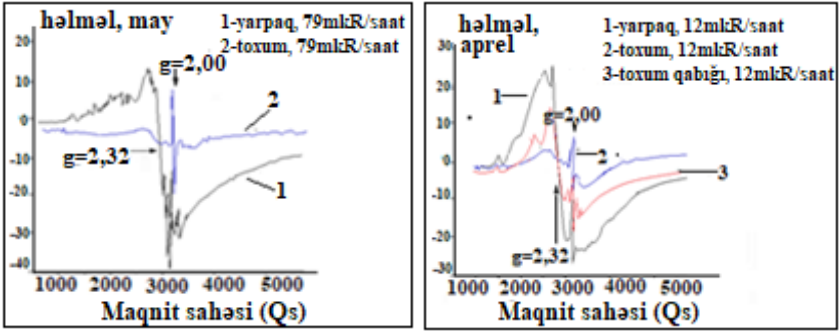 həlməl, may
1-yarpaq, 79mkR/saat
2-toxum, 79mkR/saat
g=2,00
2
g=2,32
1
20
10
0
-10
-20
-30
-40
1000 2000 3000 4000 5000
Maqnit sahəsi (Qs)
həlməl,
aprel
1-yarpaq, 12mkR/saat
2-toxum, 12mkR/saat
3-toxum qabığı, 12mkR/saat
1
g=2,00
2
3
g=2,32
30
20
10
0
-10
-20
-30
1000 2000 3000 4000 5000
Maqnit sahəsi (Qs)